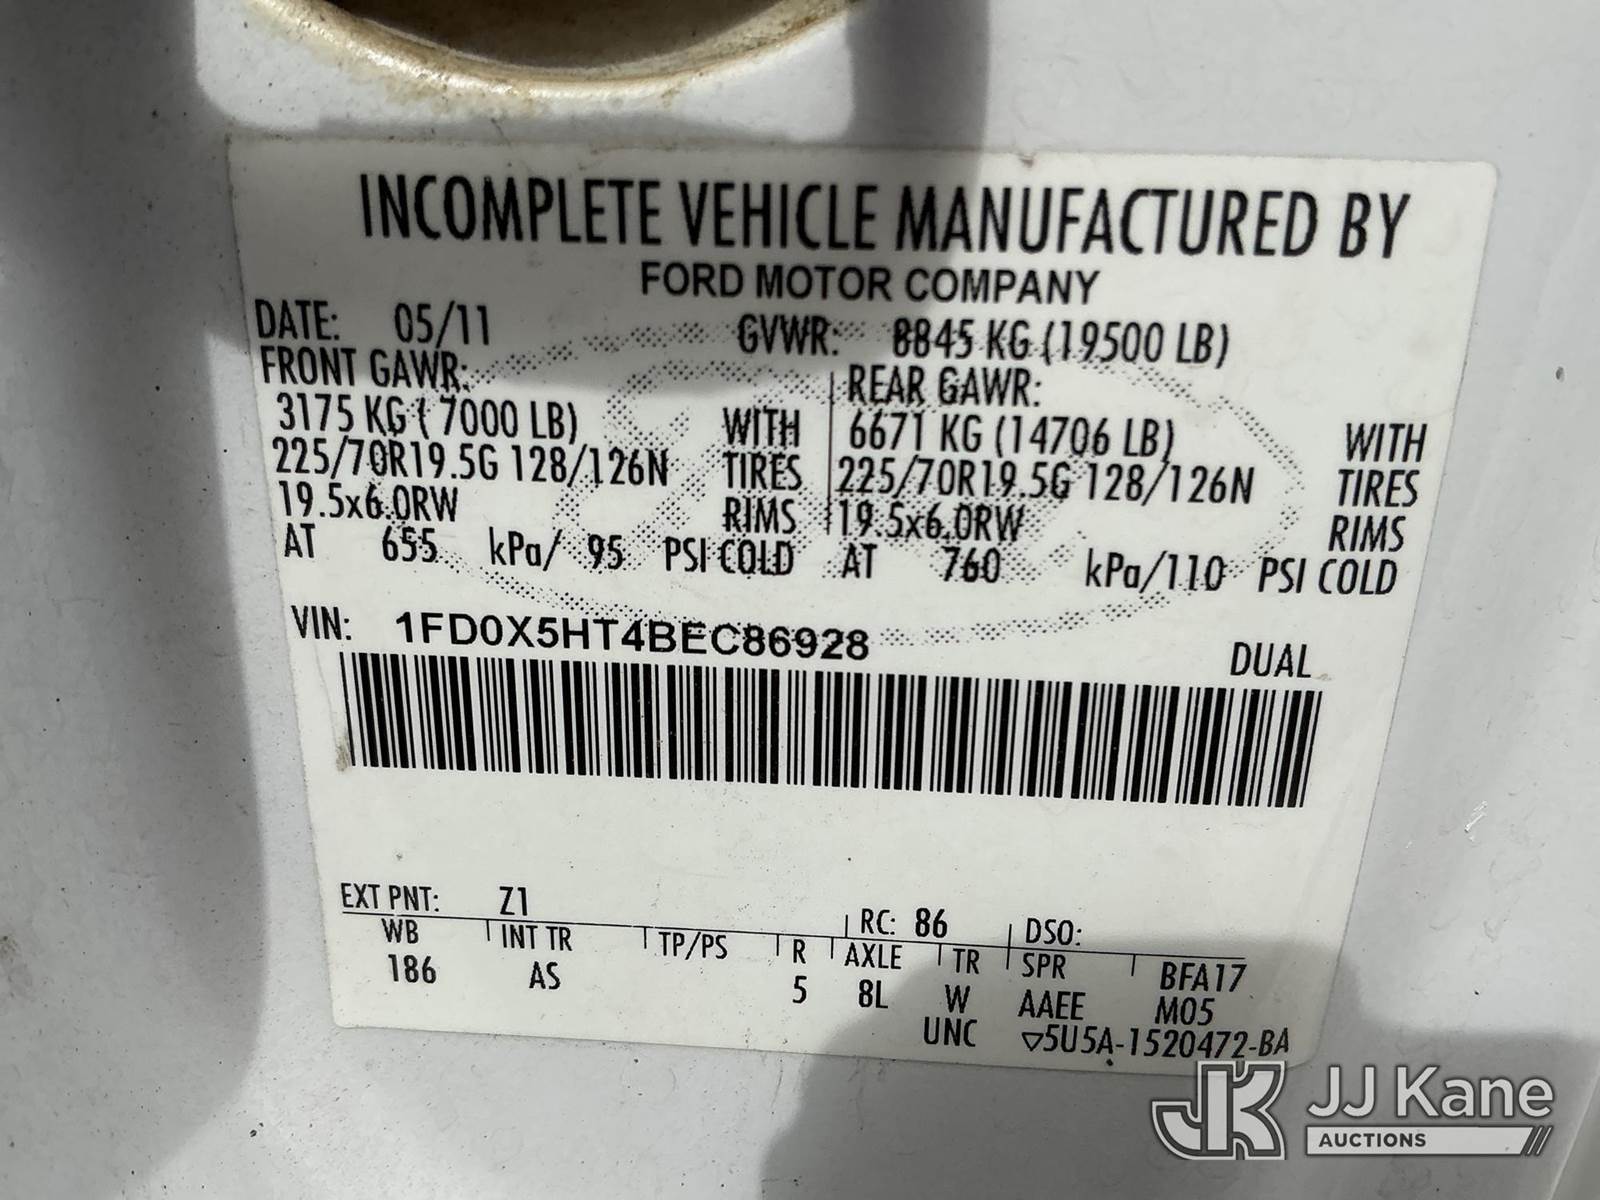 INCOMPLETE VEHICLE MANUFACTURED BY
FORD MOTOR COMPANY
DATE: 05/11 GVWR: 8845 KG (19500 LB)
FRONT GAWR: REAR GAWR:
3175 KG ( 7000 LB) WITH 6671 KG (14706 LB) WITH
225/70R19.5G 128/126N TIRES 225/70R19.5G 128/126N TIRES
19.5x6.0RW RIMS 19.5x6.0RW RIMS
AT 655 kPa/ 95 PSI COLD AT 760 kPa/110 PSI COLD
VIN: 1FD0X5HT4BEC86928
DUAL
EXT PNT: Z1 RC: 86 DSO:
WB INT TR TP/PS R AXLE TR SPR BFA17
186 AS 5 8L W AAEE M05
UNC ▽5U5A-1520472-BA
JK JJ Kane
AUCTIONS